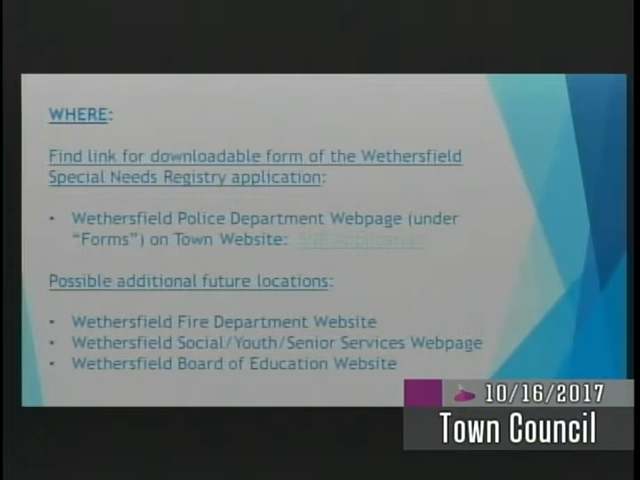 WHERE:
Find link for downloadable form of the Wethersfield
Special Needs Registry application:
• Wethersfield Police Department Webpage (under
"Forms") on Town Website: SNR Application
Possible additional future locations:
• Wethersfield Fire Department Website
• Wethersfield Social/Youth/Senior Services Webpage
• Wethersfield Board of Education Website
10/16/2017
Town Council